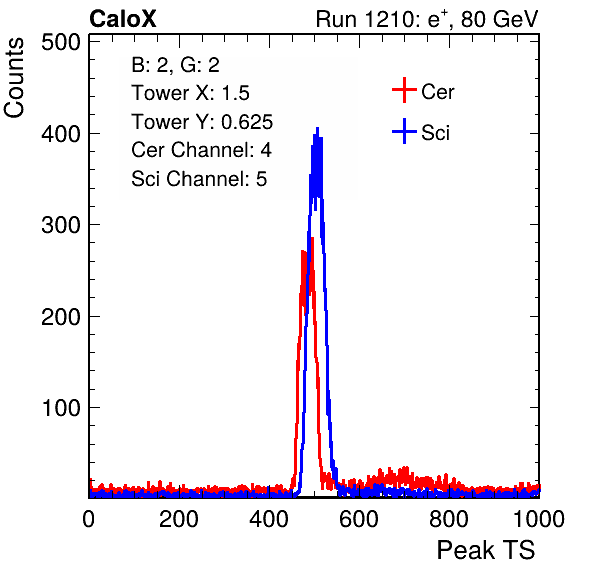 CaloX Run 1210: e⁺, 80 GeV
Counts
500
400
300
200
100
B: 2, G: 2
Tower X: 1.5
Tower Y: 0.625
Cer Channel: 4
Sci Channel: 5
Cer
Sci
0 200 400 600 800 1000
Peak TS